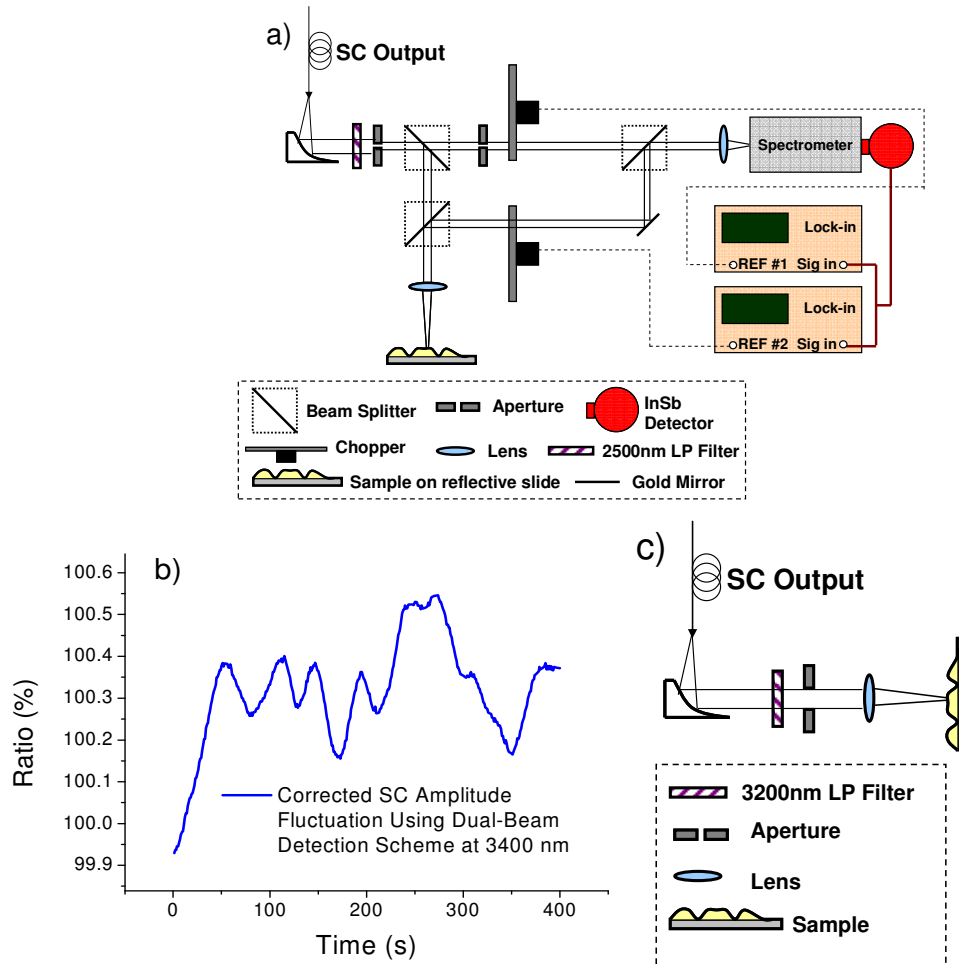 a)
SC Output
Spectrometer
Lock-in
REF #1 Sig in
Lock-in
REF #2 Sig in
Beam Splitter
Aperture
InSb
Detector
Chopper
Lens
2500nm LP Filter
Sample on reflective slide
Gold Mirror
b)
Ratio (%)
100.6
100.5
100.4
100.3
100.2
100.1
100.0
99.9
Corrected SC Amplitude
Fluctuation Using Dual-Beam
Detection Scheme at 3400 nm
0 100 200 300 400
Time (s)
c)
SC Output
3200nm LP Filter
Aperture
Lens
Sample